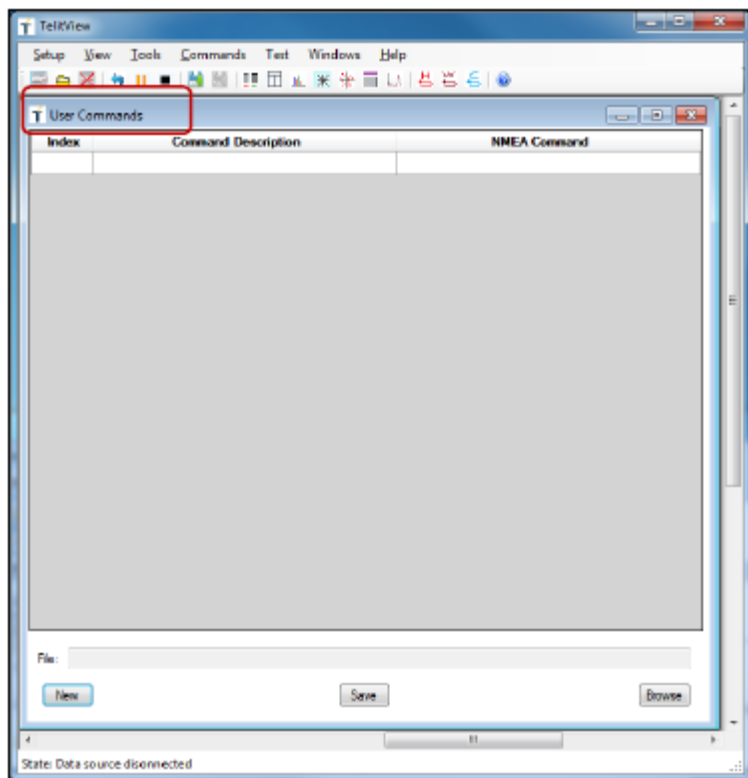 TelitView
Setup View Tools Commands Test Windows Help
User Commands
Index Command Description NMEA Command
File:
New Save Browse
State: Data source disonnected